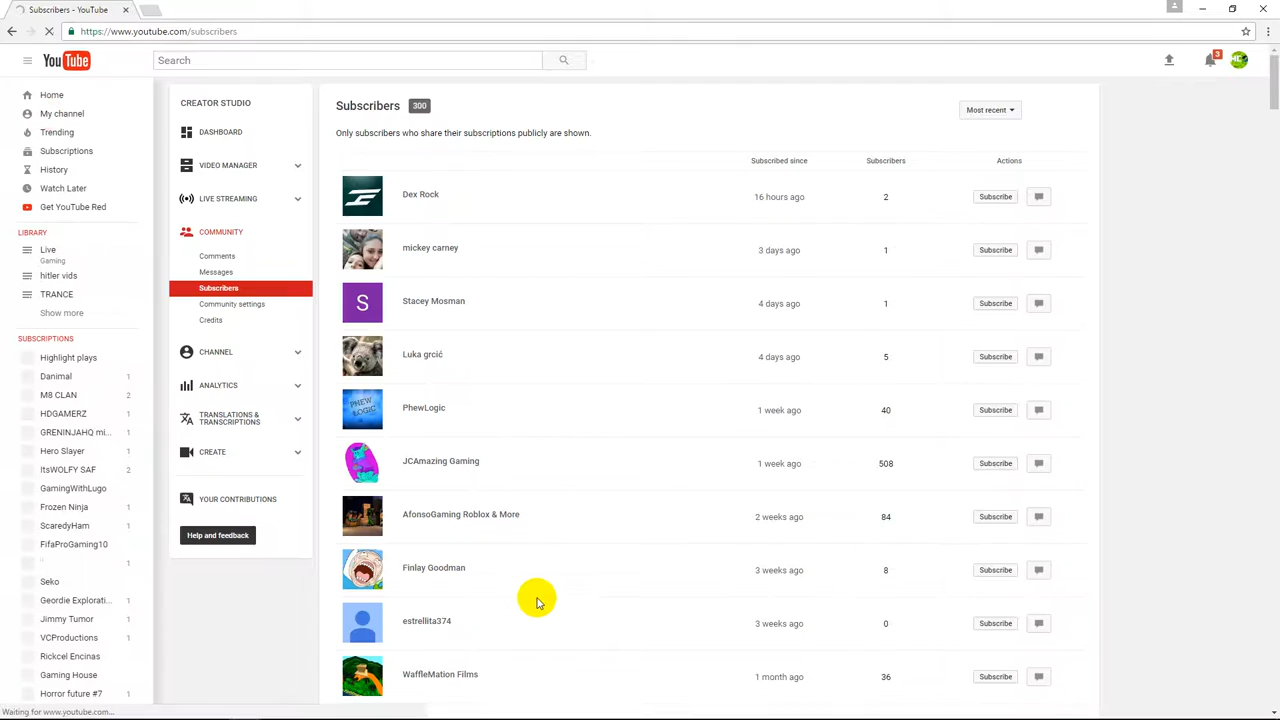 Subscribers - YouTube
https://www.youtube.com/subscribers
YouTube
Search
3
Home
My channel
Trending
Subscriptions
History
Watch Later
Get YouTube Red
LIBRARY
Live
Gaming
hitler vids
TRANCE
Show more
SUBSCRIPTIONS
Highlight plays
Danimal 1
M8 CLAN 2
HDGAMERZ 1
GRENINJAHQ mi... 1
Hero Slayer 1
ItsWOLFY SAF 2
GamingWithLugo
Frozen Ninja 1
ScaredyHam 1
FifaProGaming10 1
1
Seko 1
Geordie Explorati... 1
Jimmy Tumor 1
VCProductions 1
Rickcel Encinas 1
Gaming House 1
Horror future #7 1
CREATOR STUDIO
DASHBOARD
VIDEO MANAGER
LIVE STREAMING
COMMUNITY
Comments
Messages
Subscribers
Community settings
Credits
CHANNEL
ANALYTICS
TRANSLATIONS &
TRANSCRIPTIONS
CREATE
YOUR CONTRIBUTIONS
Help and feedback
Subscribers 300
Most recent
Only subscribers who share their subscriptions publicly are shown.
Subscribed since Subscribers Actions
Dex Rock 16 hours ago 2 Subscribe
mickey carney 3 days ago 1 Subscribe
S Stacey Mosman 4 days ago 1 Subscribe
Luka grcić 4 days ago 5 Subscribe
PHEW LOGIC PhewLogic 1 week ago 40 Subscribe
JCAmazing Gaming 1 week ago 508 Subscribe
AfonsoGaming Roblox & More 2 weeks ago 84 Subscribe
Finlay Goodman 3 weeks ago 8 Subscribe
estrellita374 3 weeks ago 0 Subscribe
WaffleMation Films 1 month ago 36 Subscribe
Waiting for www.youtube.com...